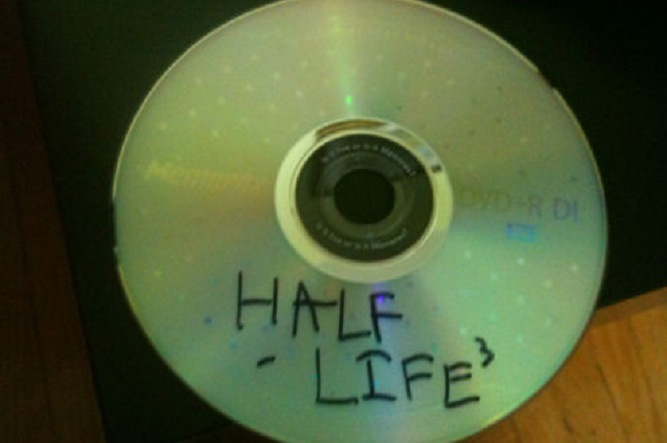 Memorex
DVD+R DL
HALF
- LIFE³